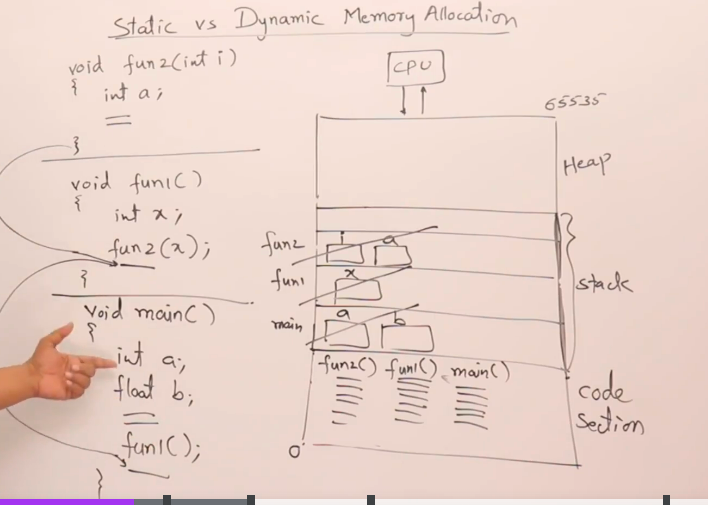 Static vs Dynamic Memory Allocation
void fun2(int i)
{
int a;
}
void fun1()
{
int x;
fun2(x);
}
void main()
{
int a;
float b;
fun1();
}
CPU
65535
Heap
fun2
i
a
fun1
x
main
a
b
stack
fun2() fun1() main()
code
Section
0